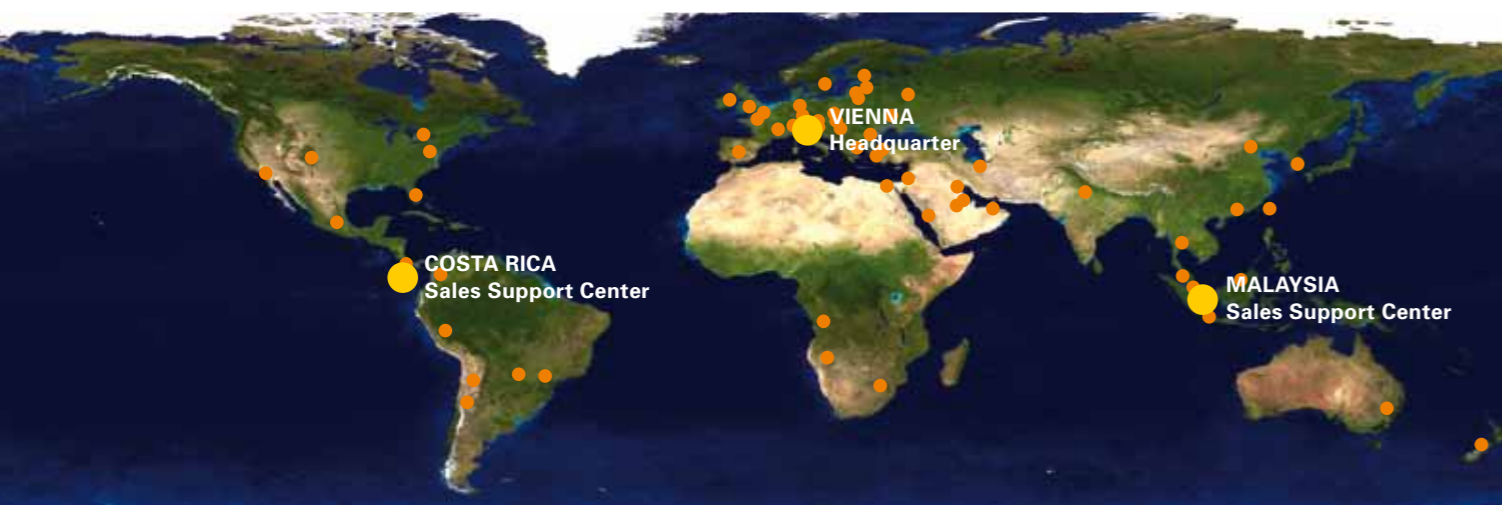 VIENNA
Headquarter
COSTA RICA
Sales Support Center
MALAYSIA
Sales Support Center